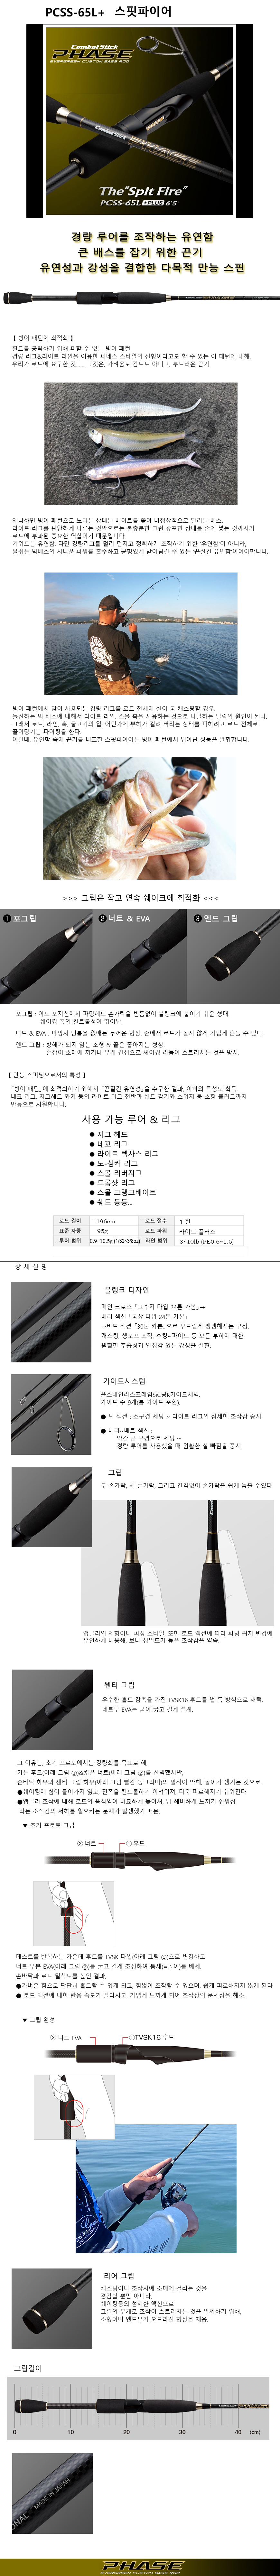 PCSS-65L+ 스핏파이어
Combat Stick
PHASE
EVERGREEN CUSTOM BASS ROD
The "Spit Fire"
PCSS-65L +PLUS 6'5"
경량 루어를 조작하는 유연함
큰 배스를 잡기 위한 끈기
유연성과 강성을 결합한 다목적 만능 스핀
【 빙어 패턴에 최적화 】
필드를 공략하기 위해 피할 수 없는 빙어 패턴.
경량 리그&라이트 라인을 이용한 피네스 스타일의 전형이라고도 할 수 있는 이 패턴에 대해,
우리가 로드에 요구한 것…… 그것은, 가벼움도 감도도 아니고, 부드러운 끈기.
왜냐하면 빙어 패턴으로 노리는 상대는 베이트를 쫓아 비정상적으로 달리는 배스.
라이트 리그를 편안하게 다루는 것만으로는 불충분한 그런 광포한 상대를 손에 넣는 것까지가
로드에 부과된 중요한 역할이기 때문입니다.
키워드는 유연함. 다만 경량리그를 멀리 던지고 정확하게 조작하기 위한 '유연함'이 아니라,
날뛰는 빅배스의 사나운 파워를 흡수하고 균형있게 받아넘길 수 있는 '끈질긴 유연함'이어야합니다.
빙어 패턴에서 많이 사용되는 경량 리그를 로드 전체에 실어 롱 캐스팅할 경우.
돌진하는 빅 배스에 대해서 라이트 라인, 스몰 훅을 사용하는 것으로 다발하는 털림의 원인이 된다.
그래서 로드, 라인, 훅, 물고기의 입, 어딘가에 부하가 걸려 버리는 상태를 피하려고 로드 전체로
끌어당기는 파이팅을 한다.
이럴때, 유연함 속에 끈기를 내포한 스핏파이어는 빙어 패턴에서 뛰어난 성능을 발휘합니다.
>>> 그립은 작고 연속 쉐이크에 최적화 <<<
❶ 포그립 ❷ 너트 & EVA ❸ 엔드 그립
포그립 : 어느 포지션에서 파밍해도 손가락을 빈틈없이 블랭크에 붙이기 쉬운 형태.
쉐이킹 폭의 컨트롤성이 뛰어남.
너트 & EVA : 파밍시 빈틈을 없애는 두꺼운 형상. 손에서 로드가 놀지 않게 가볍게 흔들 수 있다.
엔드 그립 : 방해가 되지 않는 소형 & 끝은 좁아지는 형상.
손잡이 소매에 끼거나 무게 간섭으로 셰이킹 리듬이 흐트러지는 것을 방지.
【 만능 스피닝으로서의 특성 】
「빙어 패턴」에 최적화하기 위해서 「끈질긴 유연성」을 추구한 결과, 이하의 특성도 획득.
네코 리그, 지그헤드 와키 등의 라이트 리그 전반과 쉐드 감기와 스위치 등 소형 플러그까지
만능으로 지원합니다.
사용 가능 루어 & 리그
● 지그 헤드
● 네꼬 리그
● 라이트 텍사스 리그
● 노-싱커 리그
● 스몰 러버지그
● 드롭샷 리그
● 스몰 크랭크베이트
● 쉐드 등등...
로드 길이 196cm 로드 절수 1 절
표준 자중 95g 로드 파워 라이트 플러스
루어 범위 0.9-10.5g (1/32-3/8oz) 라인 범위 3-10lb (PE0.6-1.5)
상 세 설 명
블랭크 디자인
메인 크로스 「고수지 타입 24톤 카본」→
베리 섹션 「통상 타입 24톤 카본」
→버트 섹션 「30톤 카본」으로 부드럽게 팽팽해지는 구성.
캐스팅, 행오프 조작, 후킹~파이트 등 모든 부하에 대한
원활한 추종성과 안정감 있는 강성을 실현.
가이드시스템
올스테인리스프레임SiC링K가이드채택.
가이드 수 9개(톱 가이드 포함).
● 팁 섹션 : 소구경 세팅 - 라이트 리그의 섬세한 조작감 중시.
● 베리~베트 섹션 :
약간 큰 구경으로 세팅 -
경량 루어를 사용했을 때 원활한 실 빠짐을 중시.
그립
두 손가락, 세 손가락, 그리고 간격없이 손가락을 쉽게 놓을 수있다
앵글러의 체형이나 피싱 스타일, 또한 로드 액션에 따라 파밍 위치 변경에
유연하게 대응해, 보다 정밀도가 높은 조작감을 약속.
쎈터 그립
우수한 홀드 감촉을 가진 TVSK16 후드를 업 록 방식으로 채택.
너트부 EVA는 굵이 붉고 길게 설계.
그 이유는, 초기 프로토에서는 경량화를 목표로 해,
가는 후드(아래 그림 ①)&짧은 너트(아래 그림 ②)를 선택했지만,
손바닥 하부와 센터 그립 하부(아래 그림 빨강 동그라미)의 밀착이 약해, 놀이가 생기는 것으로,
●쉐이킹에 힘이 들어가지 않고, 진폭을 컨트롤하기 어려워져, 더욱 피로해지기 쉬워진다
●앵글러 조작에 대해 로드의 움직임이 미묘하게 늦어져, 탑 헤비하게 느끼기 쉬워짐
라는 조작감의 저하를 일으키는 문제가 발생했기 때문.
▼ 초기 프로토 그립
② 너트 ① 후드
테스트를 반복하는 가운데 후드를 TVSK 타입(아래 그림 ①)으로 변경하고
너트 부분 EVA(아래 그림 ②)를 굵고 길게 조정하여 틈새(=놀이)를 배제,
손바닥과 로드 밀착도를 높인 결과,
●가벼운 힘으로 단단히 홀드할 수 있게 되고, 힘없이 조작할 수 있으며, 쉽게 피로해지지 않게 된다
● 로드 액션에 대한 반응 속도가 빨라지고, 가볍게 느끼게 되어 조작상의 문제점을 해소.
▼ 그립 완성
② 너트 EVA ①TVSK16 후드
리어 그립
캐스팅이나 조작시에 소매에 걸리는 것을
경감할 뿐만 아니라,
쉐이킹등의 섬세한 액션으로
그립의 무게로 조작이 흐트러지는 것을 억제하기 위해,
소형이며 엔드부가 오므라진 형상을 채용.
그립길이
0 10 20 30 40 (cm)
MADE IN JAPAN
PHASE
EVERGREEN CUSTOM BASS ROD